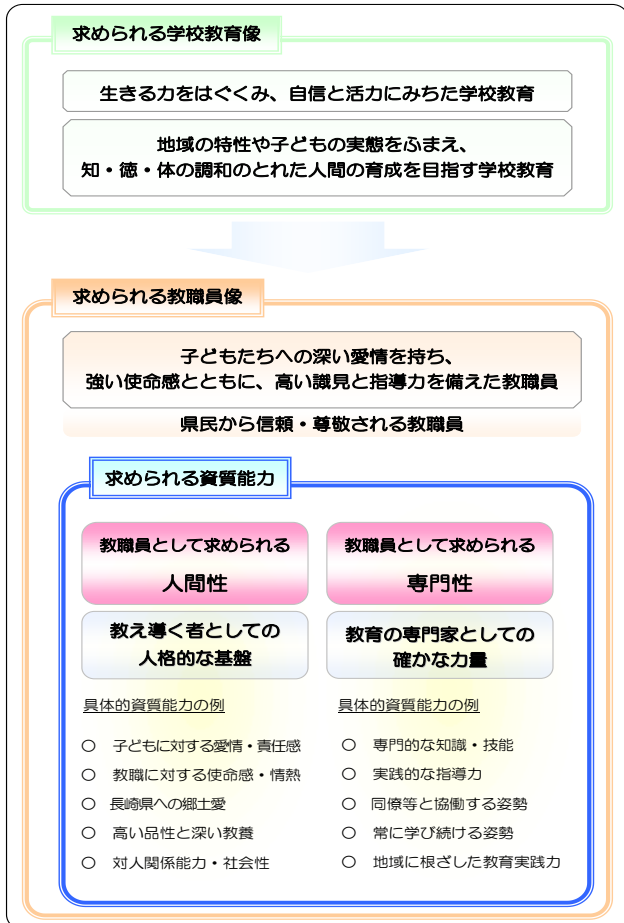 求められる学校教育像
生きる力をはぐくみ、自信と活力にみちた学校教育
地域の特性や子どもの実態をふまえ、
知・徳・体の調和のとれた人間の育成を目指す学校教育
求められる教職員像
子どもたちへの深い愛情を持ち、
強い使命感とともに、高い識見と指導力を備えた教職員
県民から信頼・尊敬される教職員
求められる資質能力
教職員として求められる
人間性
教え導く者としての
人格的な基盤
具体的資質能力の例
○ 子どもに対する愛情・責任感
○ 教職に対する使命感・情熱
○ 長崎県への郷土愛
○ 高い品性と深い教養
○ 対人関係能力・社会性
教職員として求められる
専門性
教育の専門家としての
確かな力量
具体的資質能力の例
○ 専門的な知識・技能
○ 実践的な指導力
○ 同僚等と協働する姿勢
○ 常に学び続ける姿勢
○ 地域に根ざした教育実践力